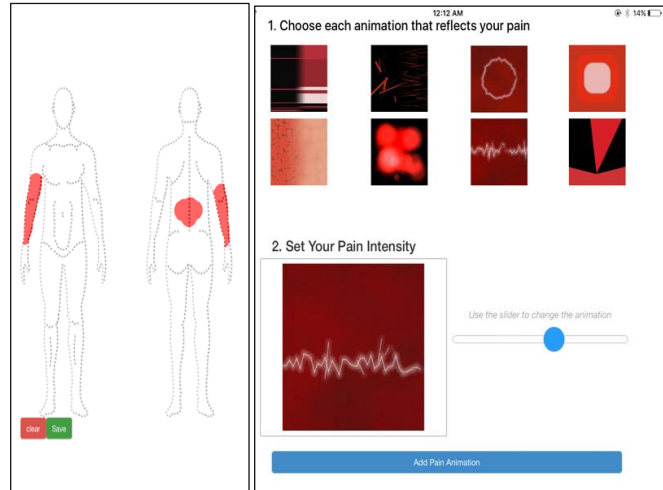 clear
Save
12:12 AM
14%
1. Choose each animation that reflects your pain
2. Set Your Pain Intensity
Use the slider to change the animation
Add Pain Animation